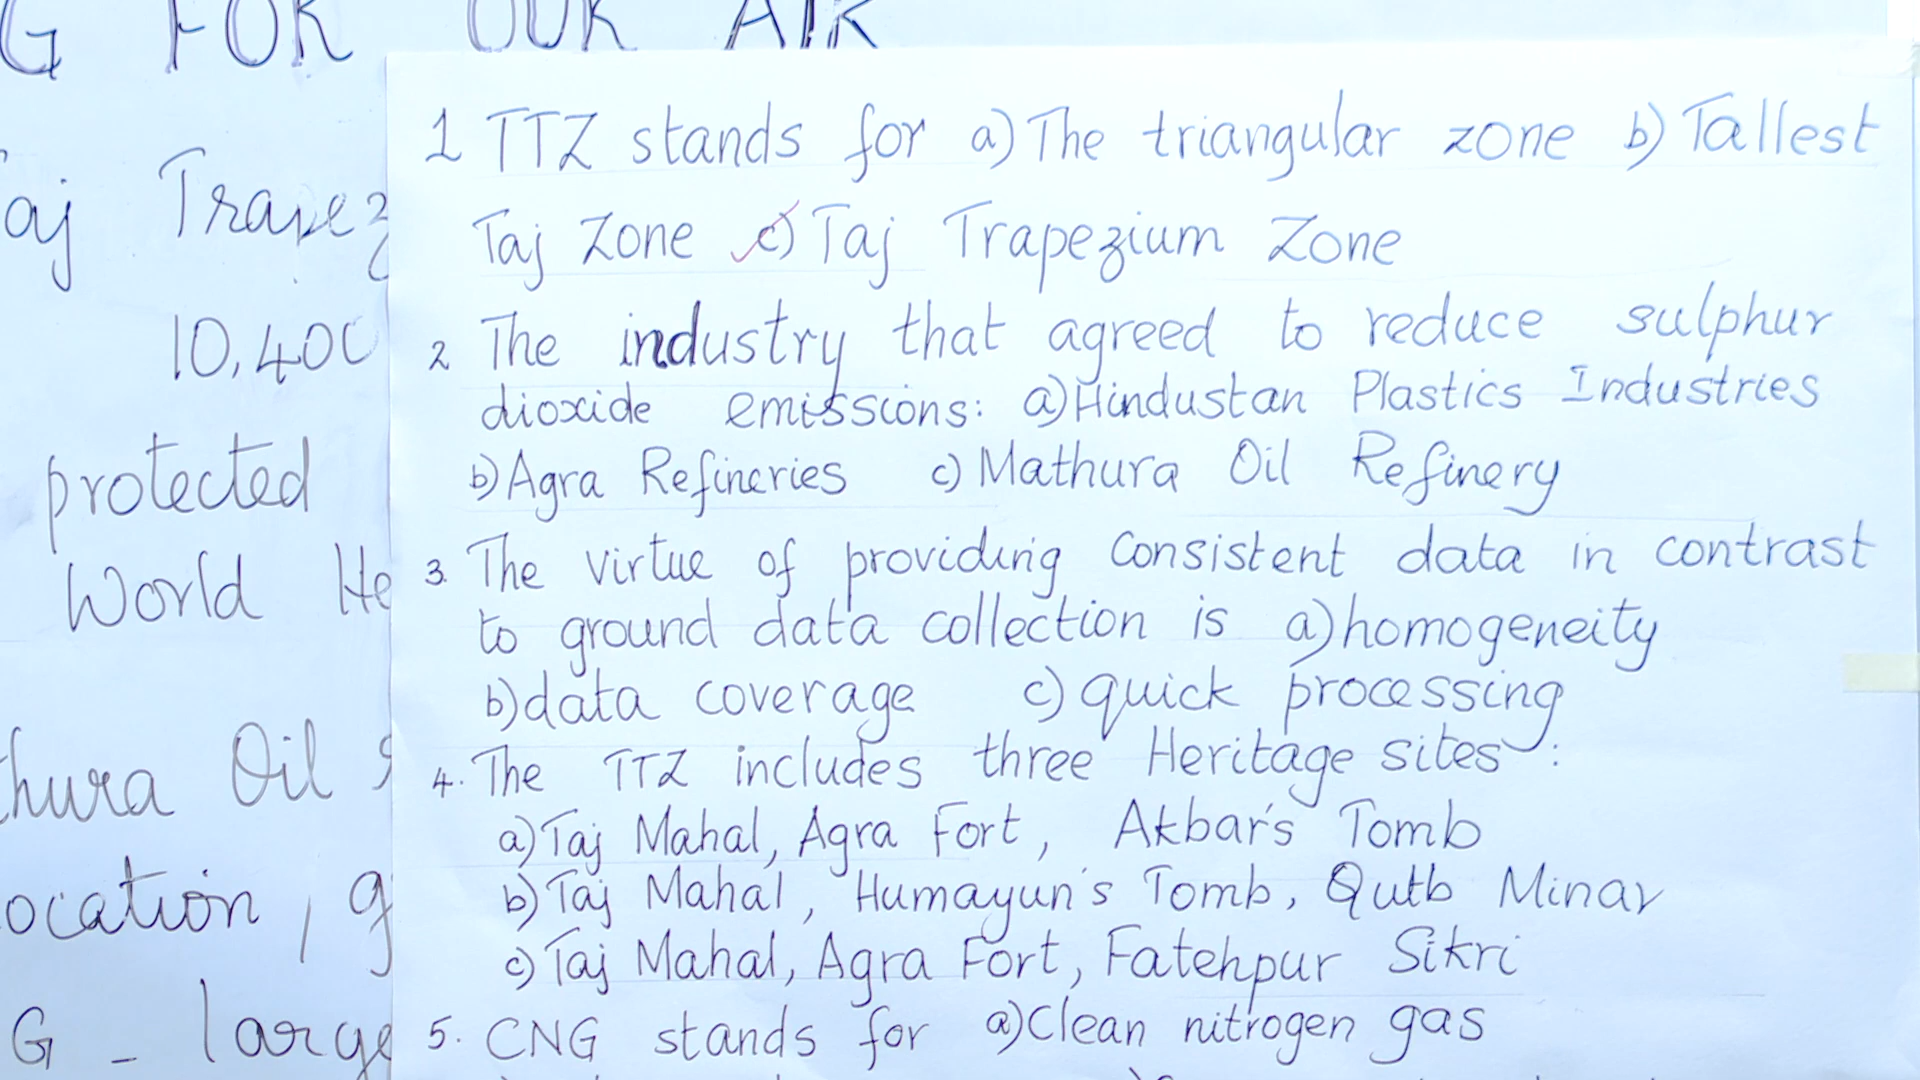 G FOR OUR AIR
aj Trapez
10,400
protected
World He
thura Oil
ocation, g
G - large
1 TTZ stands for a) The triangular zone b) Tallest
Taj Zone c) Taj Trapezium Zone
2 The industry that agreed to reduce sulphur
dioxide emissions: a) Hindustan Plastics Industries
b) Agra Refineries c) Mathura Oil Refinery
3. The virtue of providing consistent data in contrast
to ground data collection is a) homogeneity
b) data coverage c) quick processing
4. The TTZ includes three Heritage sites :
a) Taj Mahal, Agra Fort, Akbar's Tomb
b) Taj Mahal, Humayun's Tomb, Qutb Minar
c) Taj Mahal, Agra Fort, Fatehpur Sikri
5. CNG stands for a) Clean nitrogen gas